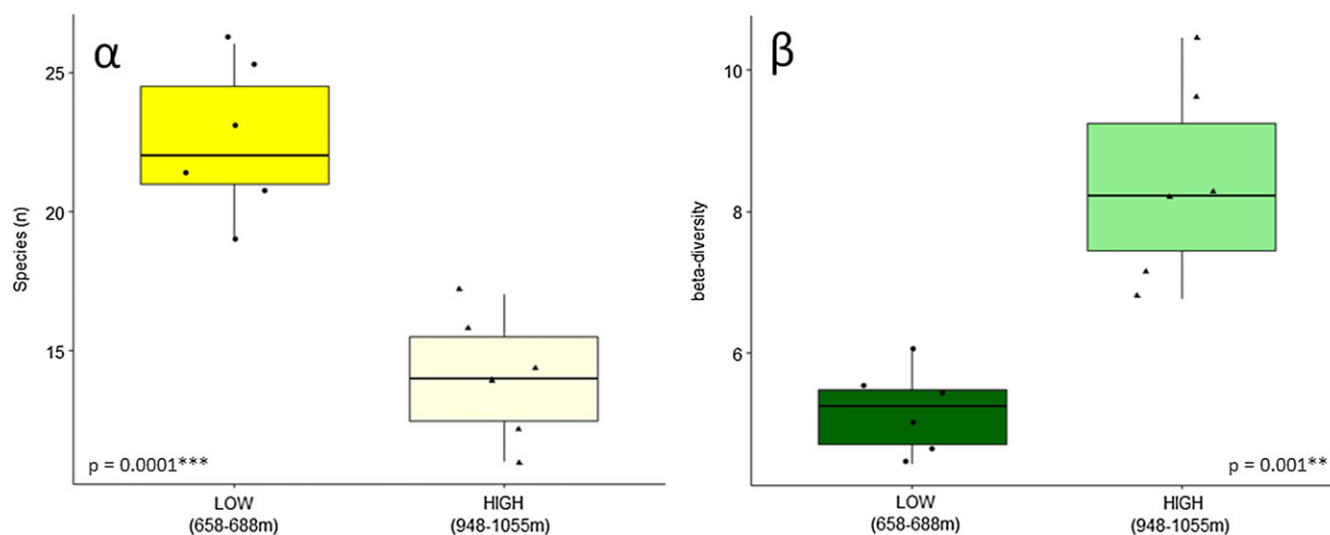 α
Species (n)
25
20
15
p = 0.0001***
LOW
(658-688m)
HIGH
(948-1055m)
β
beta-diversity
10
8
6
p = 0.001**
LOW
(658-688m)
HIGH
(948-1055m)